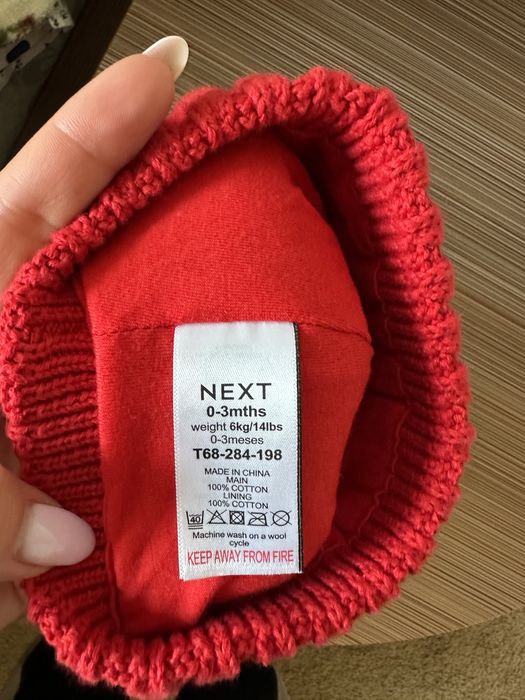 NEXT
0-3mths
weight 6kg/14lbs
0-3meses
T68-284-198
MADE IN CHINA
MAIN
100% COTTON
LINING
100% COTTON
40
Machine wash on a wool
cycle
KEEP AWAY FROM FIRE